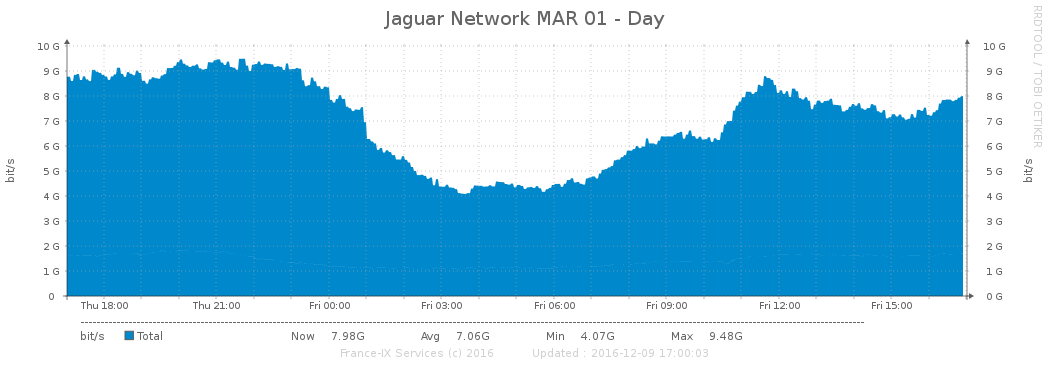 Jaguar Network MAR 01 - Day
RRDTOOL / TOBI OETIKER
bit/s
10 G
9 G
8 G
7 G
6 G
5 G
4 G
3 G
2 G
1 G
0
10 G
9 G
8 G
7 G
6 G
5 G
4 G
3 G
2 G
1 G
0 G
bit/s
Thu 18:00 Thu 21:00 Fri 00:00 Fri 03:00 Fri 06:00 Fri 09:00 Fri 12:00 Fri 15:00
bit/s Total Now 7.98G Avg 7.06G Min 4.07G Max 9.48G
France-IX Services (c) 2016 Updated : 2016-12-09 17:00:03